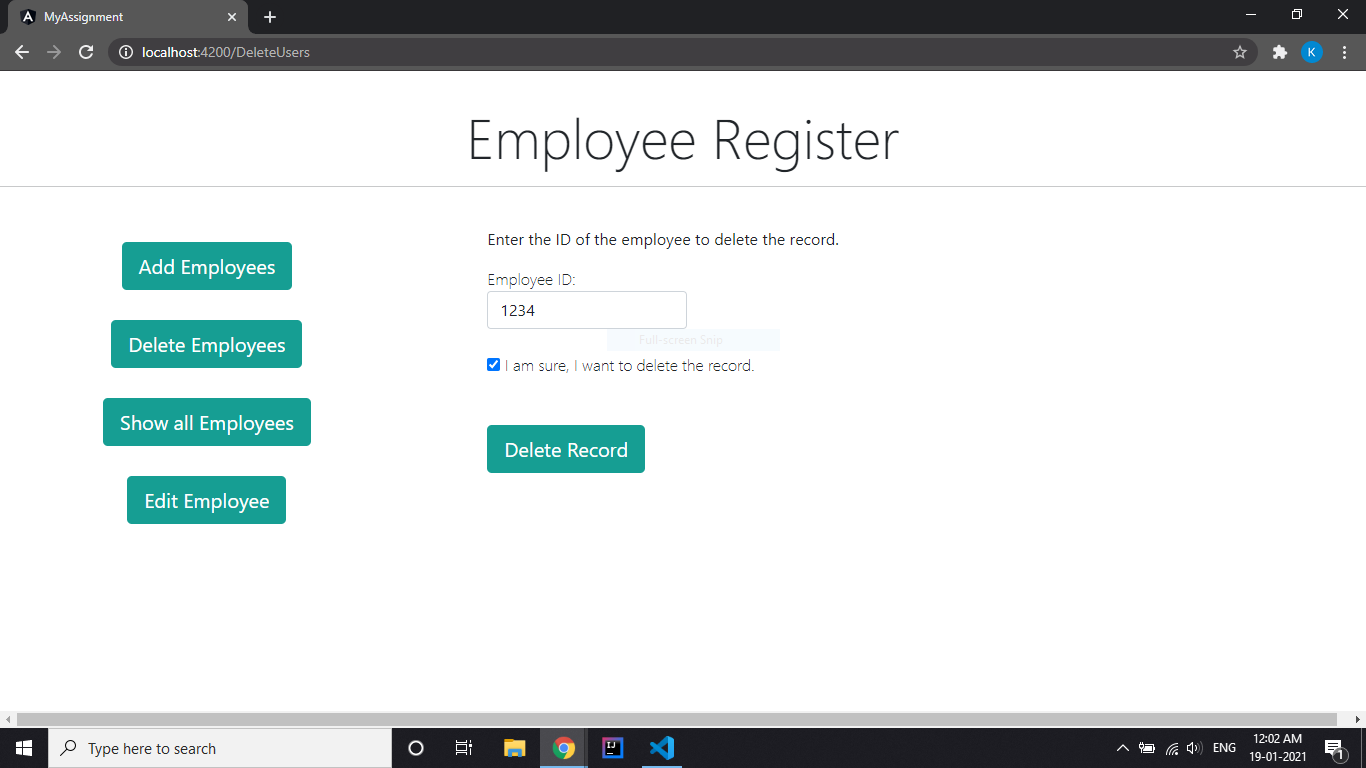 MyAssignment
localhost:4200/DeleteUsers
K
Employee Register
Add Employees
Delete Employees
Show all Employees
Edit Employee
Enter the ID of the employee to delete the record.
Employee ID:
1234
Full-screen Snip
I am sure, I want to delete the record.
Delete Record
Type here to search
IJ
ENG
12:02 AM
19-01-2021
1